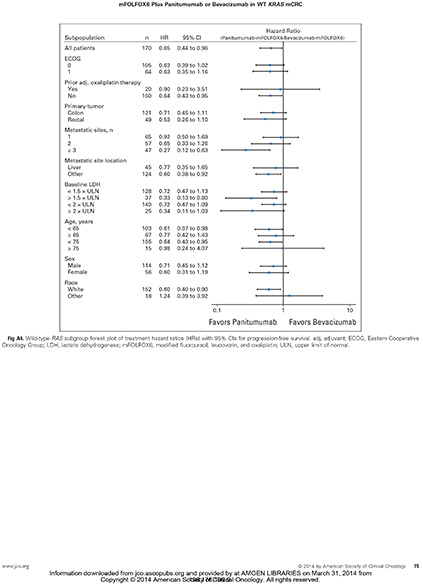 mFOLFOX6 Plus Panitumumab or Bevacizumab in WT KRAS mCRC
Hazard Ratio
Subpopulation n HR 95% CI (Panitumumab-mFOLFOX6:Bevacizumab-mFOLFOX6)
All patients 170 0.65 0.44 to 0.96
ECOG
0 105 0.63 0.39 to 1.02
1 64 0.63 0.35 to 1.16
Prior adj. oxaliplatin therapy
Yes 20 0.90 0.23 to 3.51
No 150 0.64 0.43 to 0.95
Primary tumor
Colon 121 0.71 0.45 to 1.11
Rectal 49 0.53 0.26 to 1.10
Metastatic sites, n
1 65 0.92 0.50 to 1.69
2 57 0.65 0.33 to 1.26
≥ 3 47 0.27 0.12 to 0.63
Metastatic site location
Liver 45 0.77 0.35 to 1.65
Other 124 0.60 0.38 to 0.92
Baseline LDH
< 1.5 × ULN 128 0.72 0.47 to 1.13
≥ 1.5 × ULN 37 0.33 0.13 to 0.80
< 2 × ULN 140 0.72 0.47 to 1.09
≥ 2 × ULN 25 0.34 0.11 to 1.03
Age, years
< 65 103 0.61 0.37 to 0.98
≥ 65 67 0.77 0.42 to 1.43
< 75 155 0.64 0.43 to 0.95
≥ 75 15 0.98 0.24 to 4.07
Sex
Male 114 0.71 0.45 to 1.12
Female 56 0.60 0.31 to 1.19
Race
White 152 0.60 0.40 to 0.90
Other 18 1.24 0.39 to 3.92
0.1 1 10
Favors Panitumumab Favors Bevacizumab
Fig A4. Wild-type RAS subgroup forest plot of treatment hazard ratios (HRs) with 95% CIs for progression-free survival. adj, adjuvant; ECOG, Eastern Cooperative
Oncology Group; LDH, lactate dehydrogenase; mFOLFOX6, modified fluorouracil, leucovorin, and oxaliplatin; ULN, upper limit of normal.
www.jco.org © 2014 by American Society of Clinical Oncology 15
Information downloaded from jco.ascopubs.org and provided by at AMGEN LIBRARIES on March 31, 2014 from
Copyright © 2014 American Society of Clinical Oncology. All rights reserved.